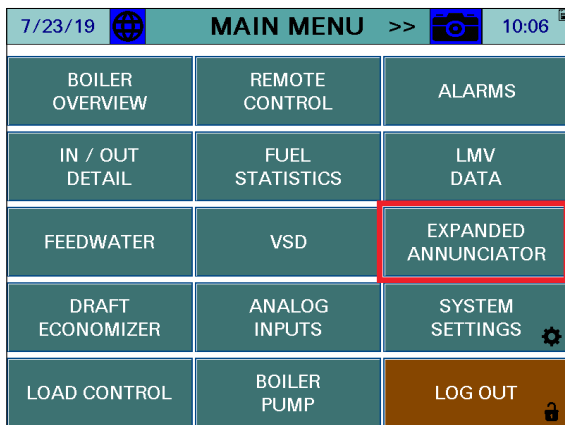 7/23/19 MAIN MENU >> 10:06
BOILER OVERVIEW
REMOTE CONTROL
ALARMS
IN / OUT DETAIL
FUEL STATISTICS
LMV DATA
FEEDWATER
VSD
EXPANDED ANNUNCIATOR
DRAFT ECONOMIZER
ANALOG INPUTS
SYSTEM SETTINGS
LOAD CONTROL
BOILER PUMP
LOG OUT